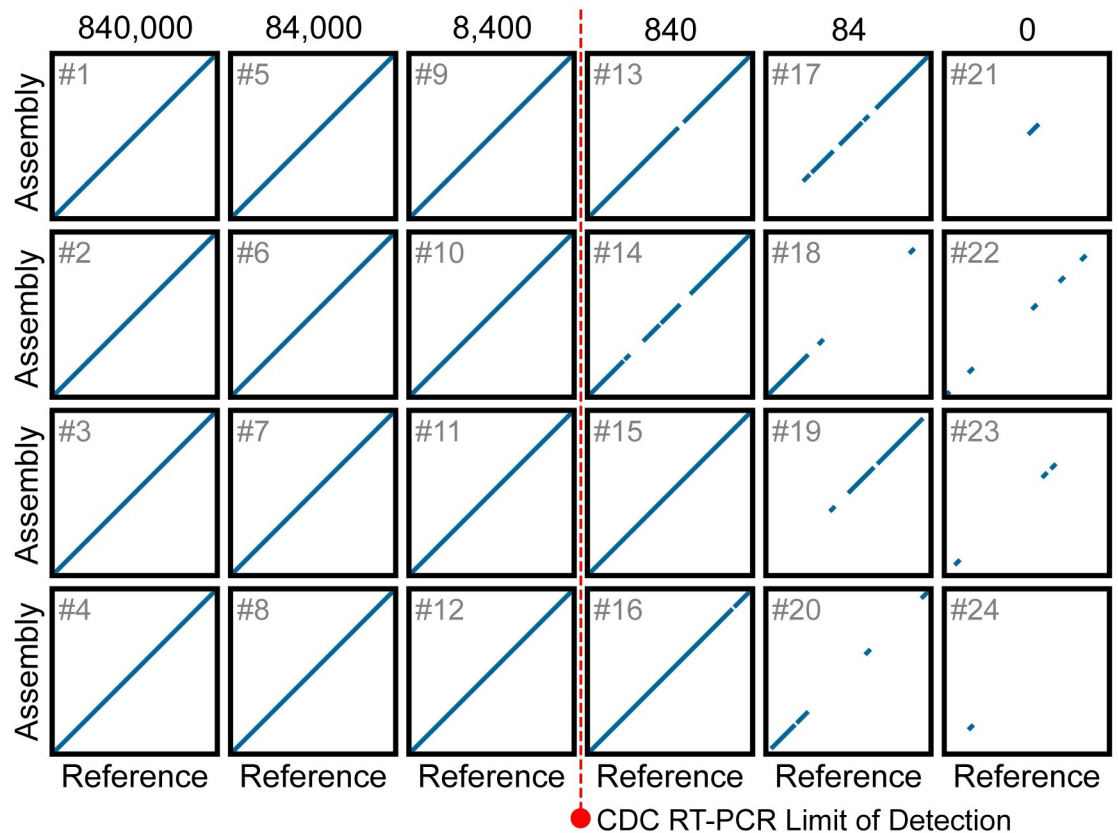 840,000 84,000 8,400 840 84 0
Assembly #1 #5 #9 #13 #17 #21
Assembly #2 #6 #10 #14 #18 #22
Assembly #3 #7 #11 #15 #19 #23
Assembly #4 #8 #12 #16 #20 #24
Reference Reference Reference Reference Reference Reference
CDC RT-PCR Limit of Detection